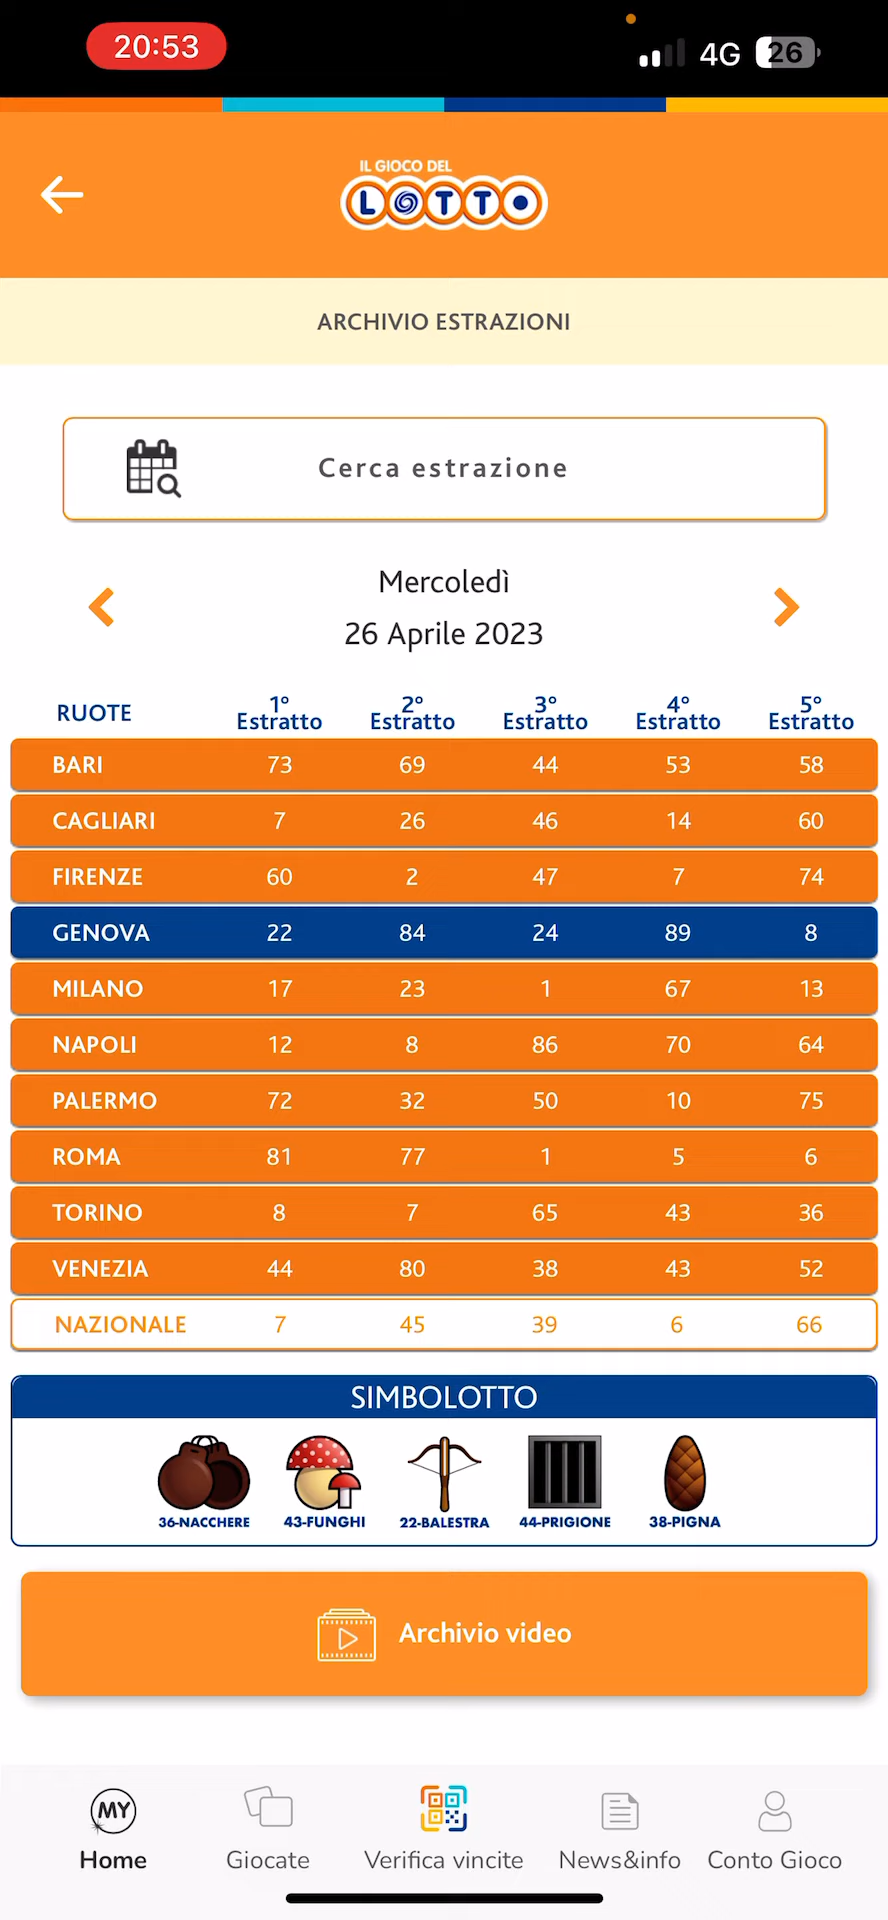 20:53
4G 26
IL GIOCO DEL
LOTTO
ARCHIVIO ESTRAZIONI
Cerca estrazione
Mercoledì
26 Aprile 2023
RUOTE 1° Estratto 2° Estratto 3° Estratto 4° Estratto 5° Estratto
BARI 73 69 44 53 58
CAGLIARI 7 26 46 14 60
FIRENZE 60 2 47 7 74
GENOVA 22 84 24 89 8
MILANO 17 23 1 67 13
NAPOLI 12 8 86 70 64
PALERMO 72 32 50 10 75
ROMA 81 77 1 5 6
TORINO 8 7 65 43 36
VENEZIA 44 80 38 43 52
NAZIONALE 7 45 39 6 66
SIMBOLOTTO
36-NACCHERE 43-FUNGHI 22-BALESTRA 44-PRIGIONE 38-PIGNA
Archivio video
MY
Home Giocate Verifica vincite News&info Conto Gioco